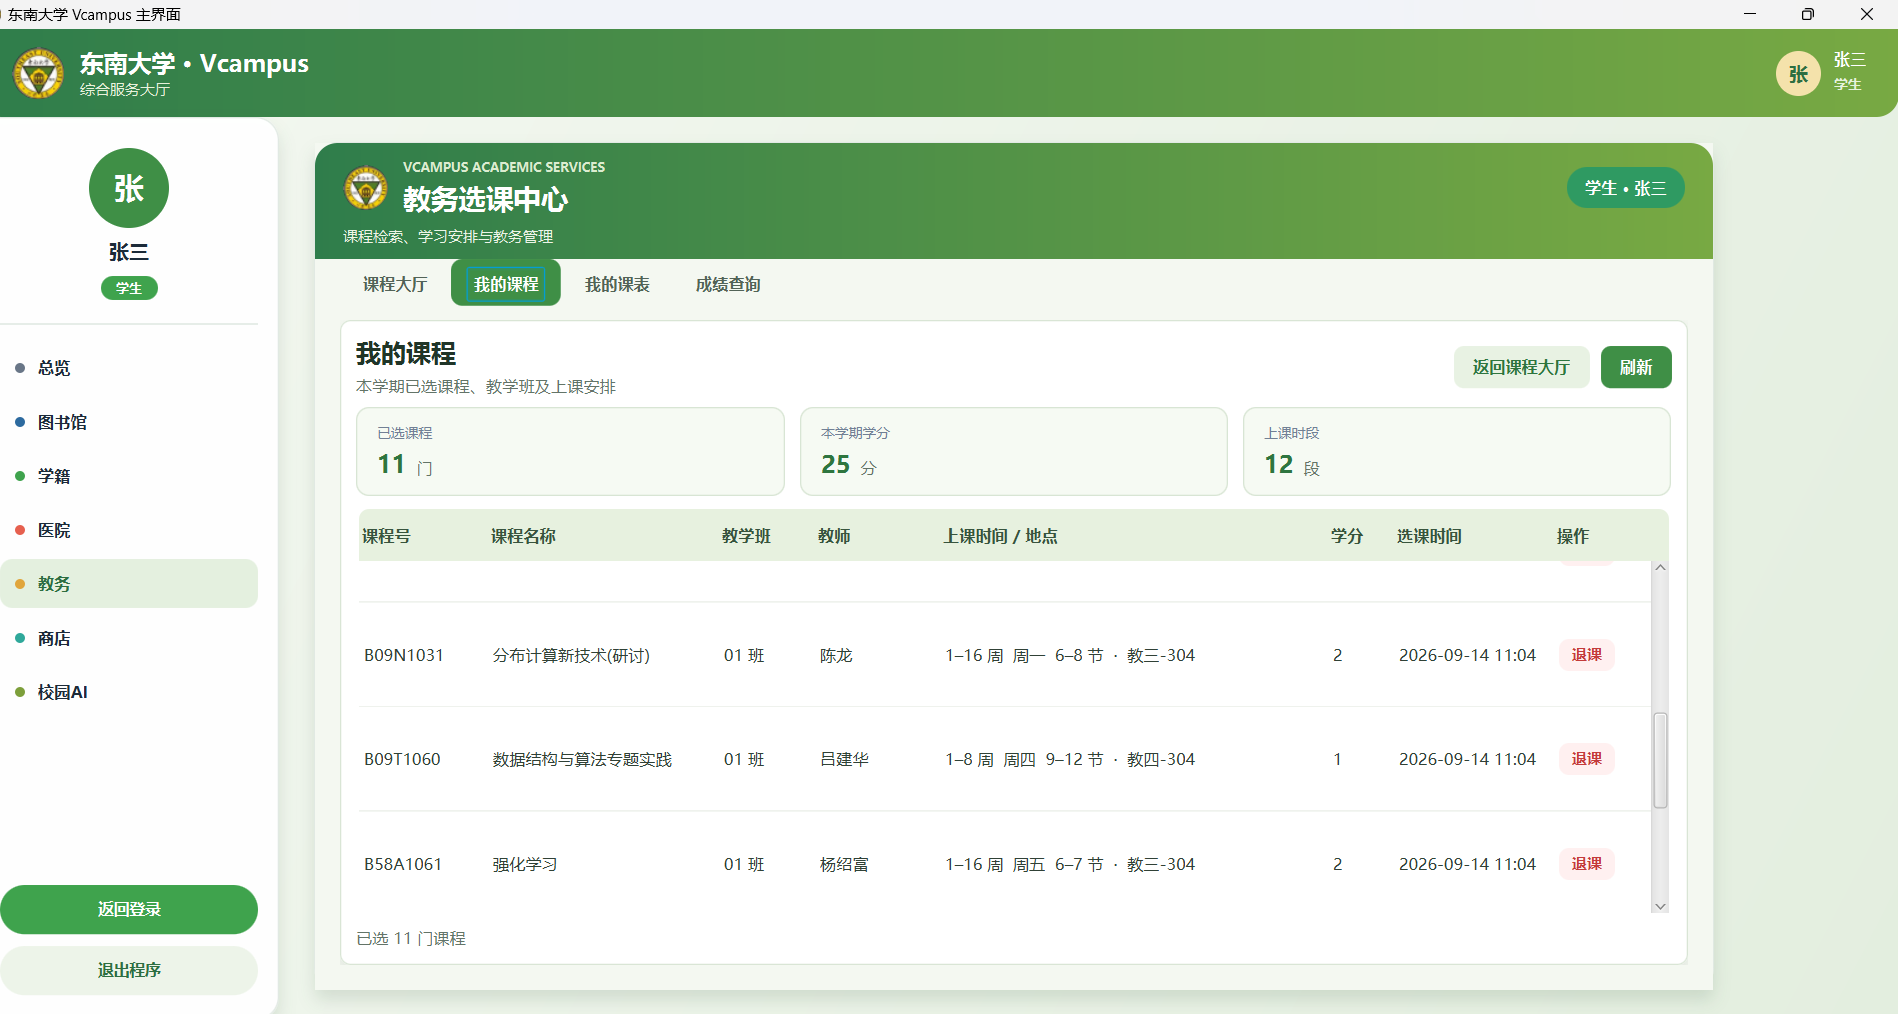 东南大学 Vcampus 主界面
东南大学 • Vcampus
综合服务大厅
张
张三
学生
张
张三
学生
总览
图书馆
学籍
医院
教务
商店
校园AI
返回登录
退出程序
VCAMPUS ACADEMIC SERVICES
教务选课中心
课程检索、学习安排与教务管理
学生 • 张三
课程大厅 我的课程 我的课表 成绩查询
我的课程
本学期已选课程、教学班及上课安排
返回课程大厅 刷新
已选课程
11 门
本学期学分
25 分
上课时段
12 段
课程号 课程名称 教学班 教师 上课时间 / 地点 学分 选课时间 操作
B09N1031 分布计算新技术(研讨) 01 班 陈龙 1–16 周 周一 6–8 节 · 教三-304 2 2026-09-14 11:04 退课
B09T1060 数据结构与算法专题实践 01 班 吕建华 1–8 周 周四 9–12 节 · 教四-304 1 2026-09-14 11:04 退课
B58A1061 强化学习 01 班 杨绍富 1–16 周 周五 6–7 节 · 教三-304 2 2026-09-14 11:04 退课
已选 11 门课程